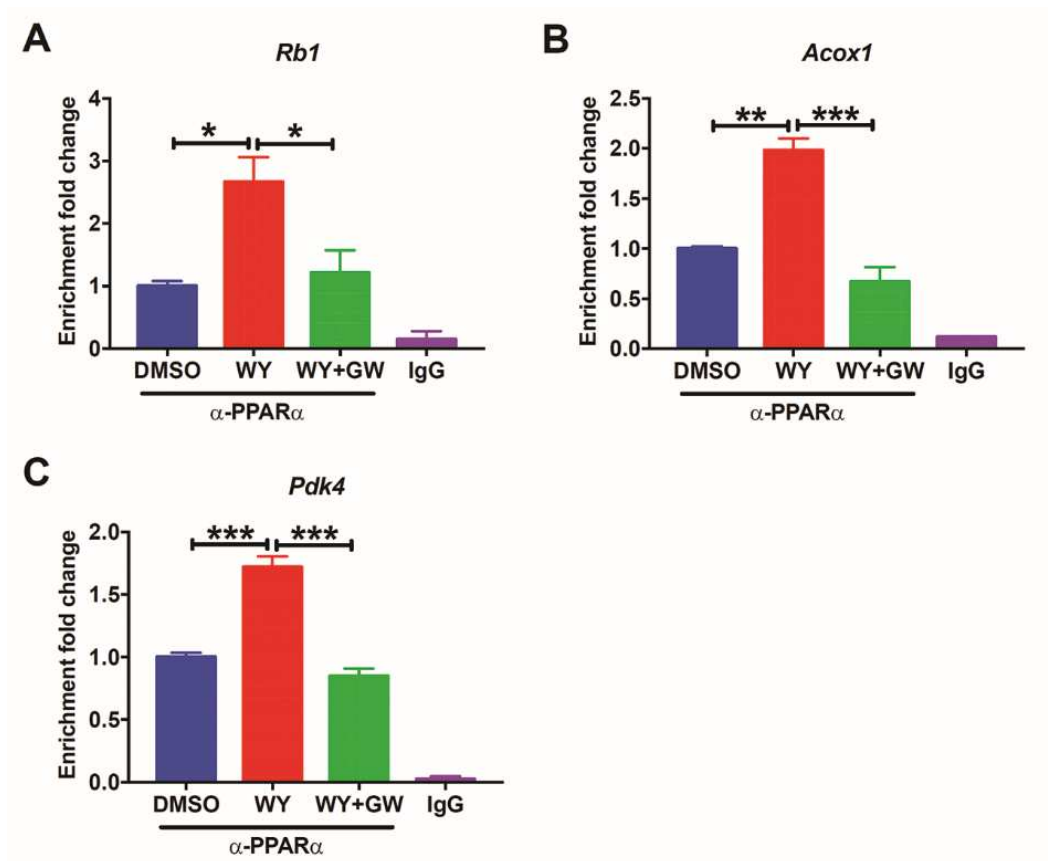 A
Rb1
Enrichment fold change
4
3
2
1
0
* *
DMSO WY WY+GW IgG
α-PPARα
B
Acox1
Enrichment fold change
2.5
2.0
1.5
1.0
0.5
0.0
** ***
DMSO WY WY+GW IgG
α-PPARα
C
Pdk4
Enrichment fold change
2.0
1.5
1.0
0.5
0.0
*** ***
DMSO WY WY+GW IgG
α-PPARα